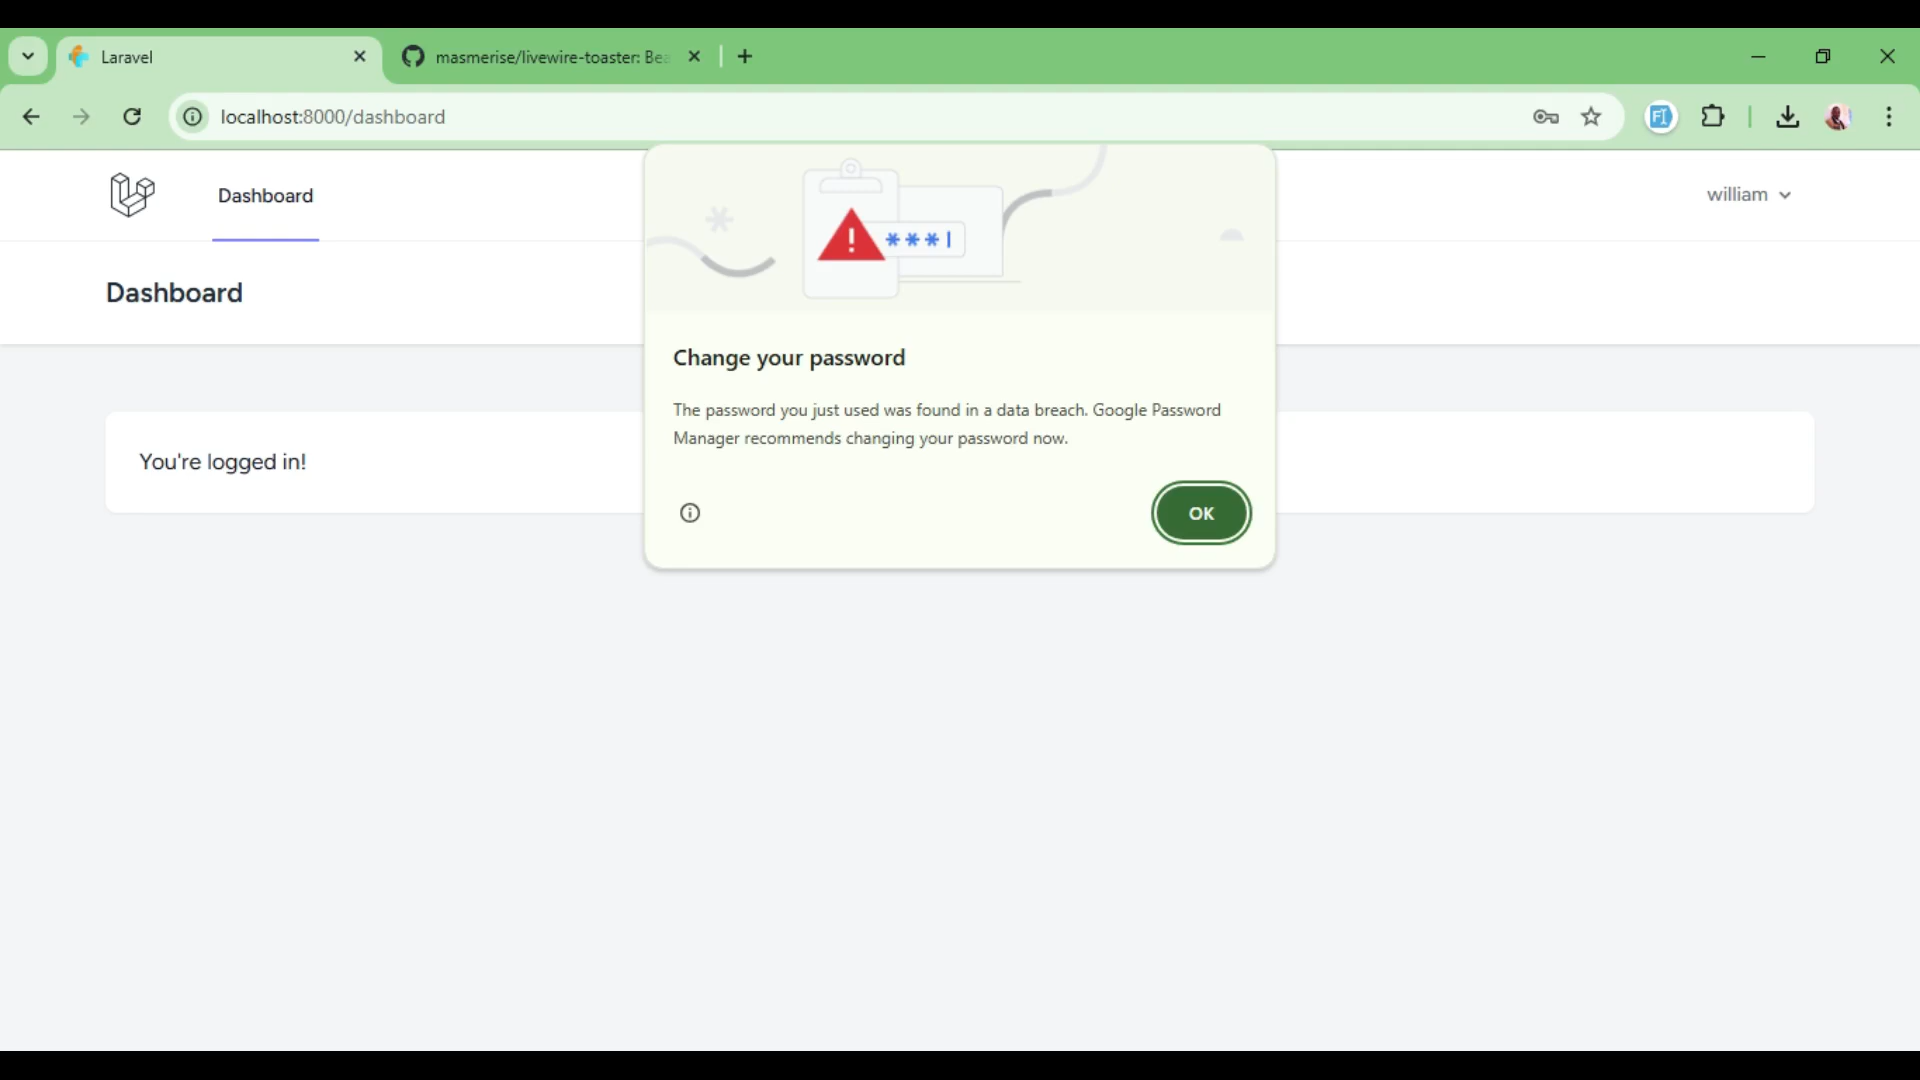 Laravel
masmerise/livewire-toaster: Bea
localhost:8000/dashboard
Dashboard
william
Dashboard
***
Change your password
The password you just used was found in a data breach. Google Password
Manager recommends changing your password now.
You're logged in!
OK